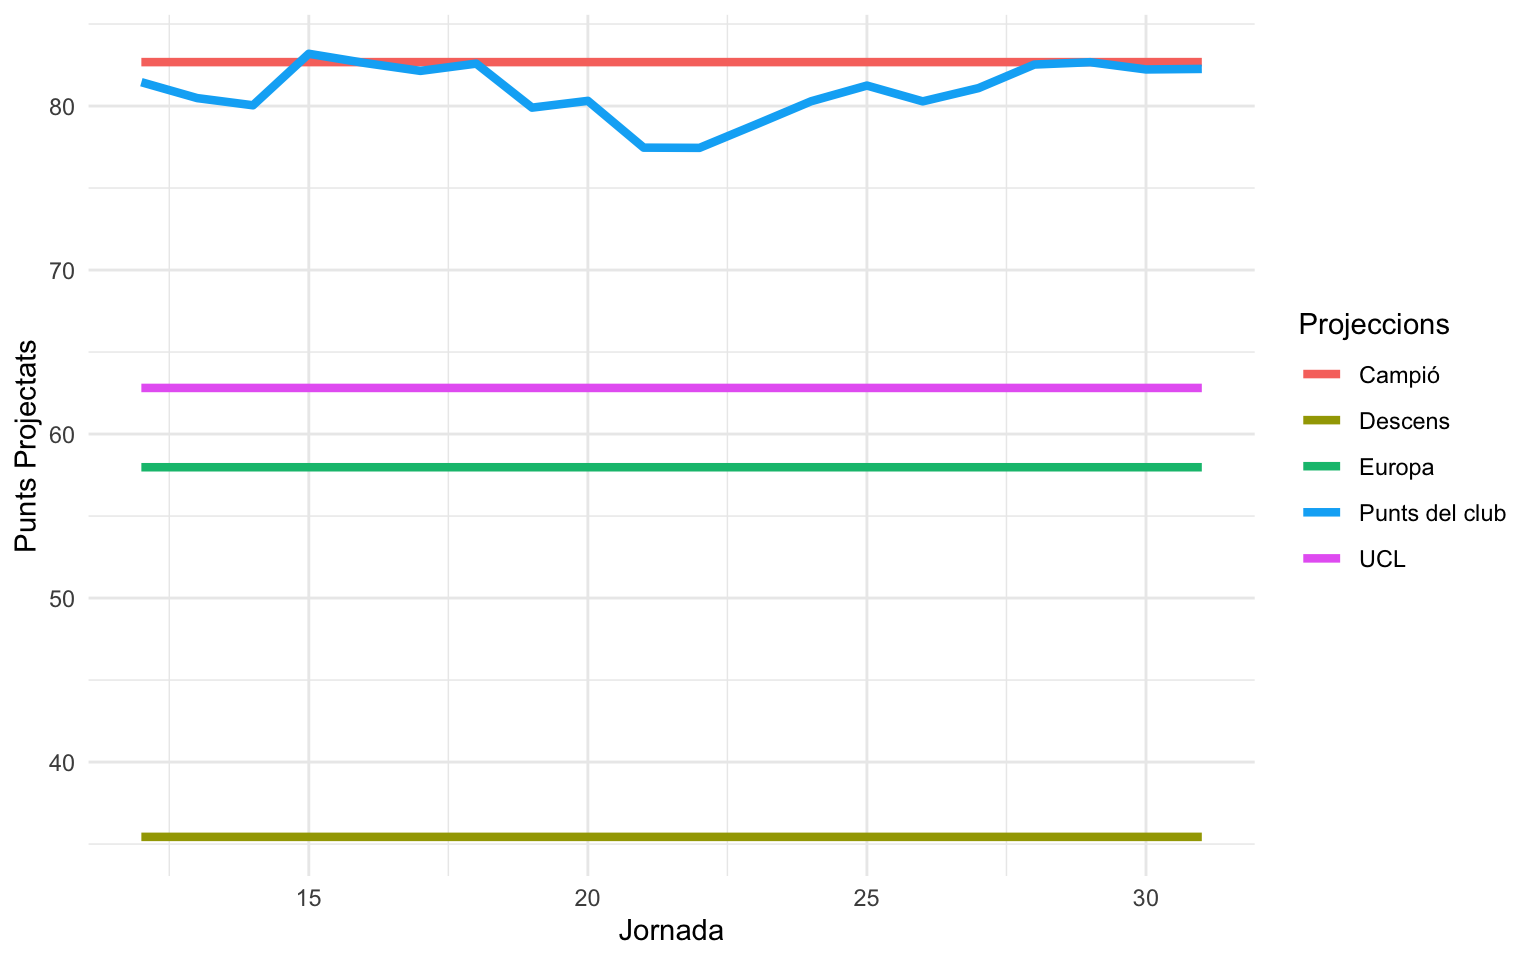 80
70
60
50
40
Punts Projectats
15
20
25
30
Jornada
Projeccions
Campió
Descens
Europa
Punts del club
UCL